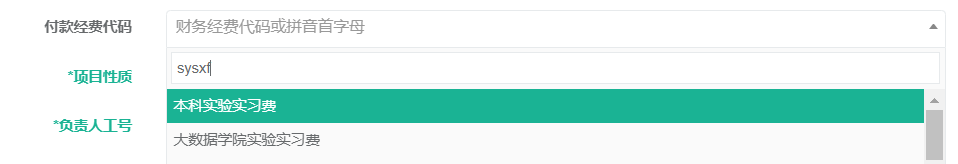 付款经费代码 财务经费代码或拼音首字母
sysxf
*项目性质
本科实验实习费
*负责人工号
大数据学院实验实习费